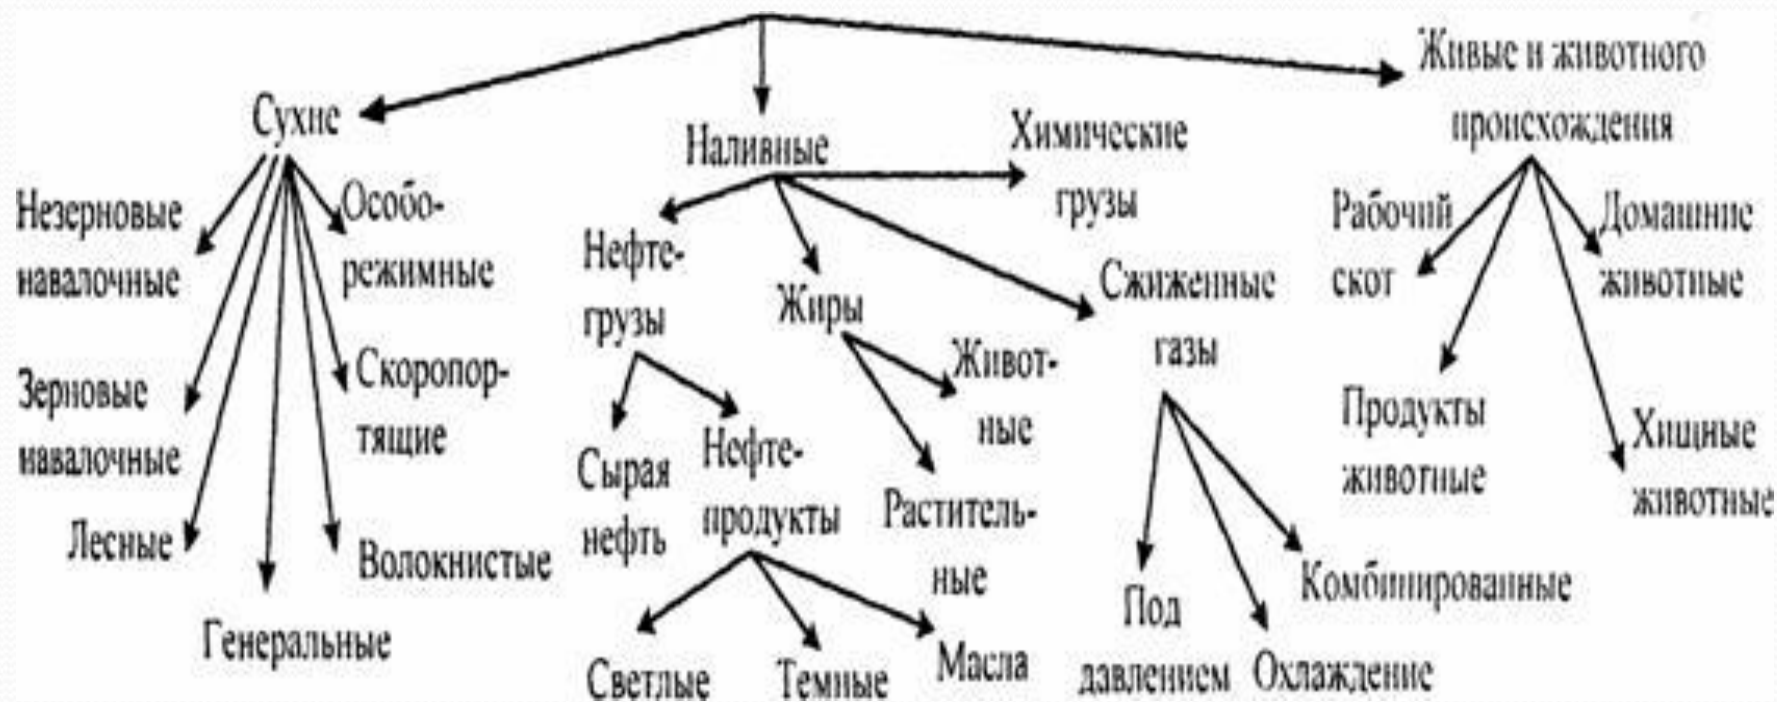 Сухие
Незерновые
навалочные
Особо-
режимные
Зерновые
навалочные
Скоропор-
тящие
Лесные
Волокнистые
Генеральные
Наливные
Химические
грузы
Нефте-
грузы
Жиры
Сжиженные
газы
Сырая
нефть
Нефте-
продукты
Живот-
ные
Раститель-
ные
Светлые
Темные
Масла
Под
давлением
Охлаждение
Комбинированные
Живые и животного
происхождения
Рабочий
скот
Домашние
животные
Продукты
животные
Хищные
животные